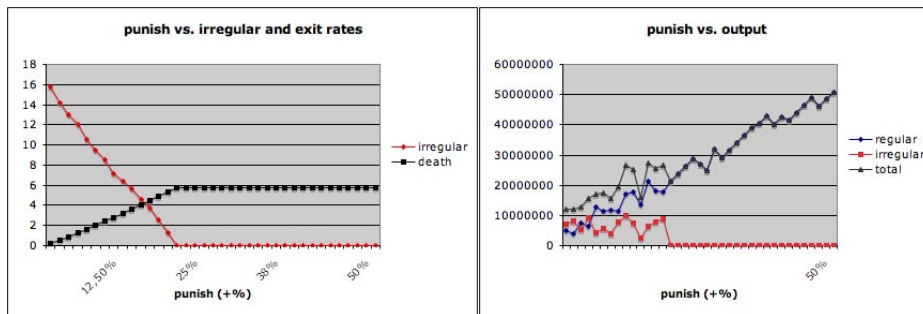 punish vs. irregular and exit rates
18
16
14
12
10
8
6
4
2
0
12,50%
25%
38%
50%
punish (+%)
irregular
death
punish vs. output
60000000
50000000
40000000
30000000
20000000
10000000
0
50%
punish (+%)
regular
irregular
total